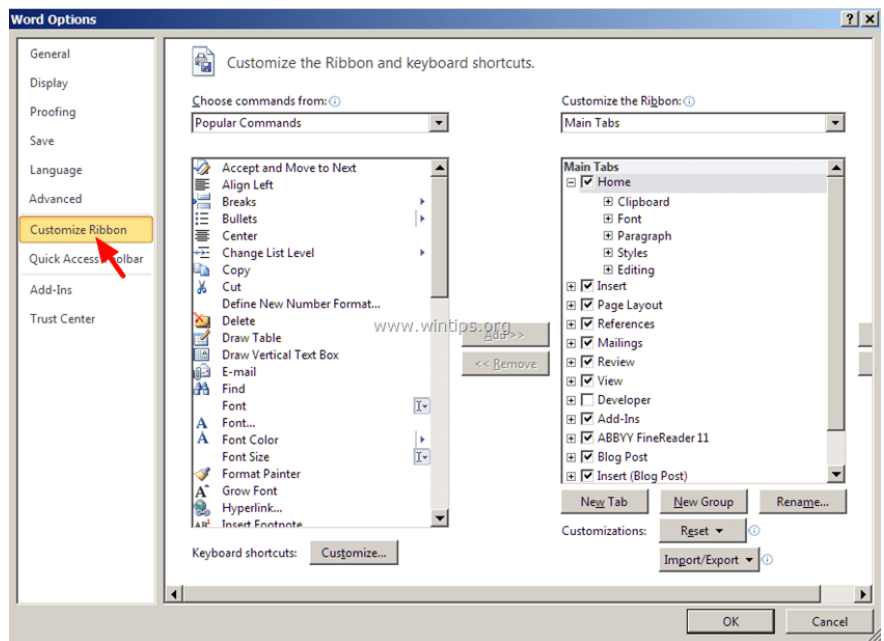 Word Options
General
Display
Proofing
Save
Language
Advanced
Customize Ribbon
Quick Access Toolbar
Add-Ins
Trust Center
Customize the Ribbon and keyboard shortcuts.
Choose commands from:
Popular Commands
Accept and Move to Next
Align Left
Breaks
Bullets
Center
Change List Level
Copy
Cut
Define New Number Format...
Delete
Draw Table
Draw Vertical Text Box
E-mail
Find
Font
Font...
Font Color
Font Size
Format Painter
Grow Font
Hyperlink...
Insert Footnote
Keyboard shortcuts: Customize...
www.wintips.org
Add >>
<< Remove
Customize the Ribbon:
Main Tabs
Main Tabs
Home
Clipboard
Font
Paragraph
Styles
Editing
Insert
Page Layout
References
Mailings
Review
View
Developer
Add-Ins
ABBYY FineReader 11
Blog Post
Insert (Blog Post)
New Tab New Group Rename...
Customizations: Reset
Import/Export
OK Cancel